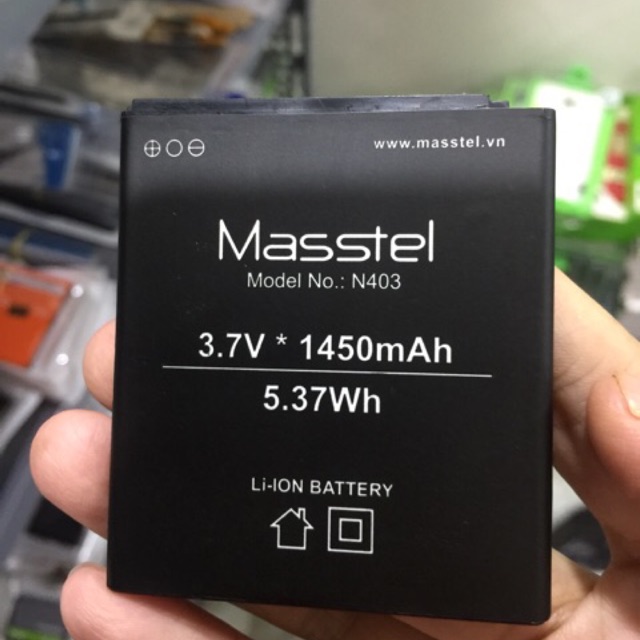 www.masstel.vn
Masstel
Model No.: N403
3.7V * 1450mAh
5.37Wh
Li-ION BATTERY